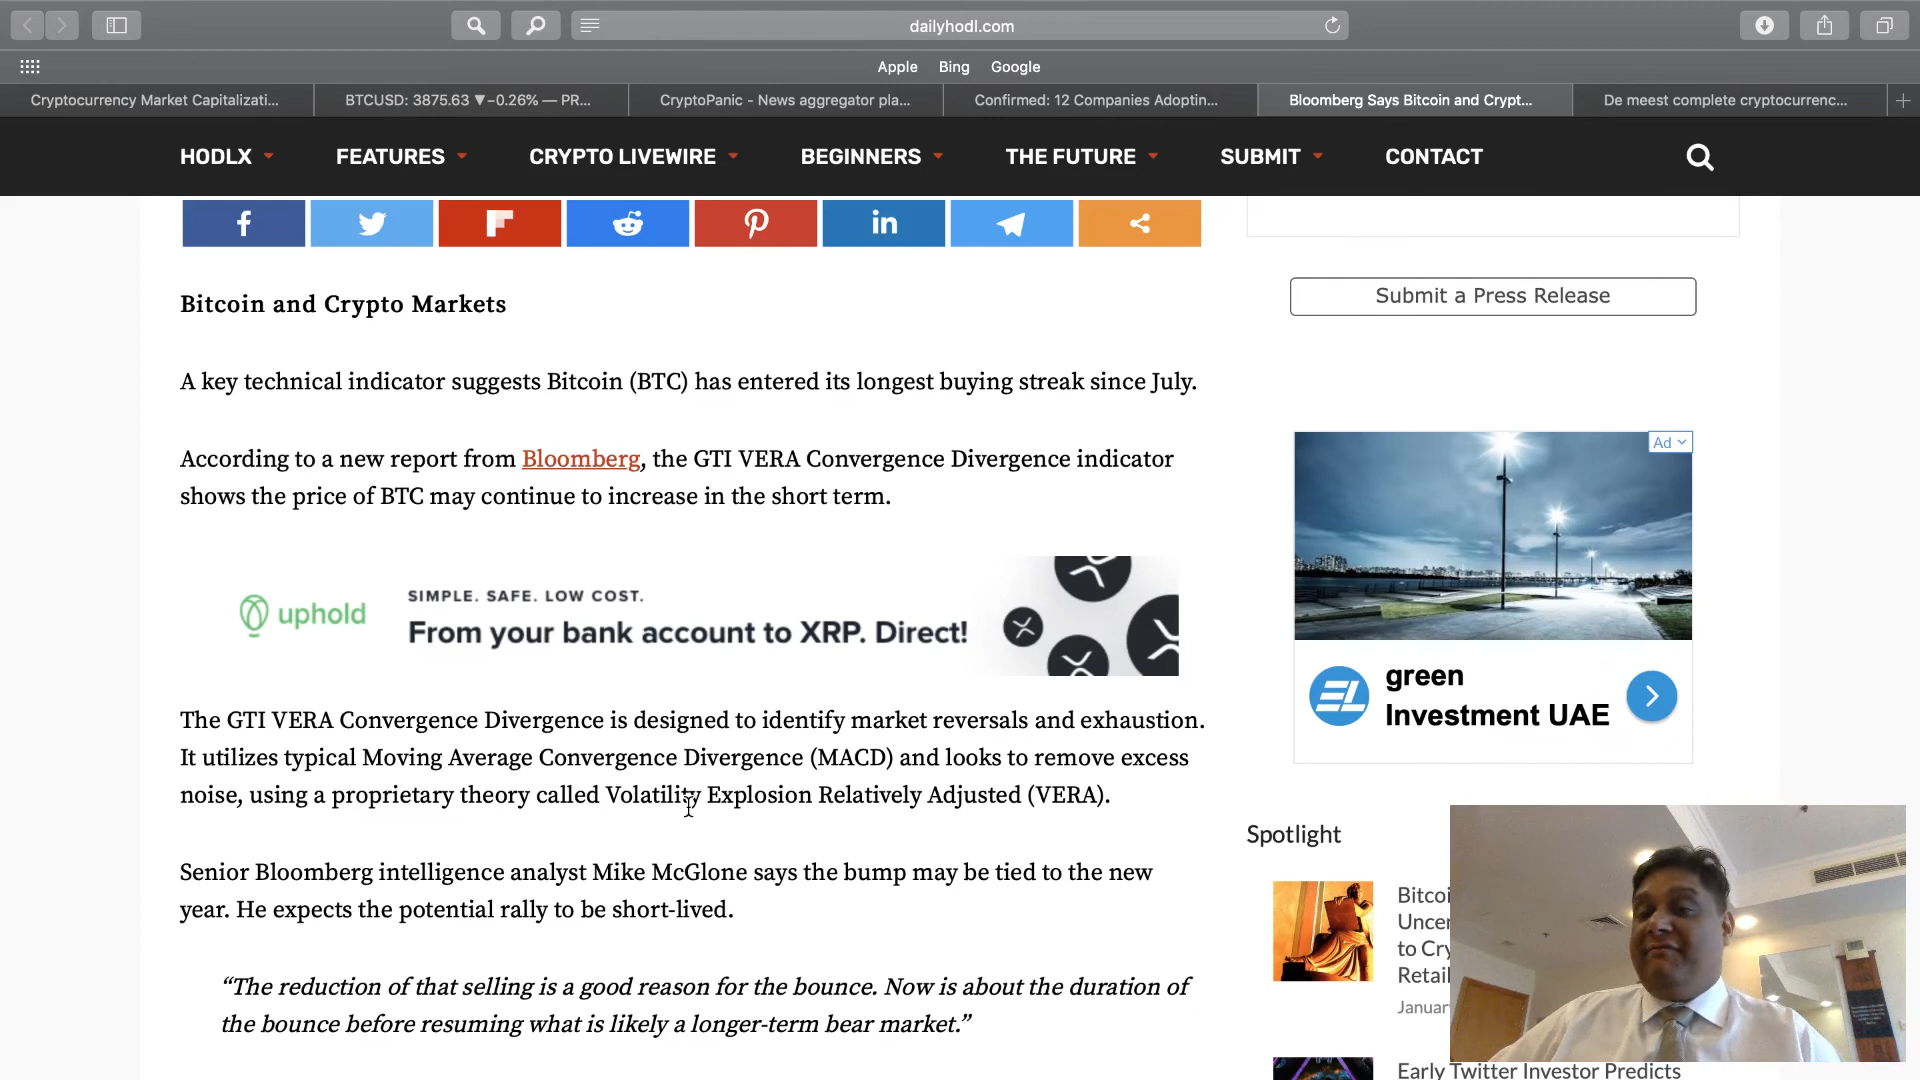 dailyhodl.com
Apple Bing Google
Cryptocurrency Market Capitalizati...
BTCUSD: 3875.63 ▼−0.26% — PR...
CryptoPanic - News aggregator pla...
Confirmed: 12 Companies Adoptin...
Bloomberg Says Bitcoin and Crypt...
De meest complete cryptocurrenc...
HODLX FEATURES CRYPTO LIVEWIRE BEGINNERS THE FUTURE SUBMIT CONTACT
Bitcoin and Crypto Markets
A key technical indicator suggests Bitcoin (BTC) has entered its longest buying streak since July.
According to a new report from Bloomberg, the GTI VERA Convergence Divergence indicator
shows the price of BTC may continue to increase in the short term.
uphold
SIMPLE. SAFE. LOW COST.
From your bank account to XRP. Direct!
The GTI VERA Convergence Divergence is designed to identify market reversals and exhaustion.
It utilizes typical Moving Average Convergence Divergence (MACD) and looks to remove excess
noise, using a proprietary theory called Volatility Explosion Relatively Adjusted (VERA).
Senior Bloomberg intelligence analyst Mike McGlone says the bump may be tied to the new
year. He expects the potential rally to be short-lived.
“The reduction of that selling is a good reason for the bounce. Now is about the duration of
the bounce before resuming what is likely a longer-term bear market.”
Submit a Press Release
Ad
green
Investment UAE
Spotlight
Bitcoi
Uncer
to Cry
Retail
Januar
Early Twitter Investor Predicts